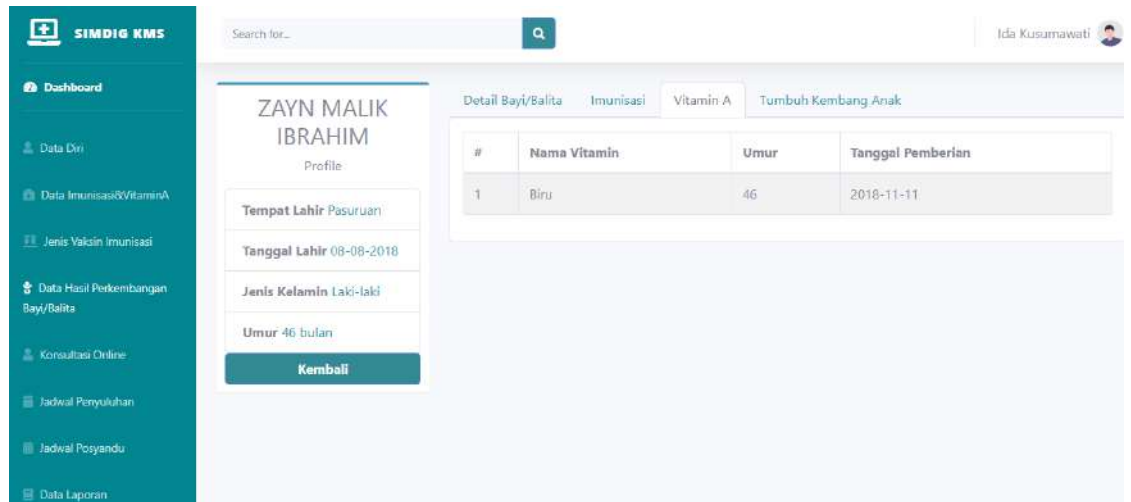 SIMDIG KMS
Search for...
Ida Kusumawati
Dashboard
Data Diri
Data Imunisasi&VitaminA
Jenis Vaksin Imunisasi
Data Hasil Perkembangan
Bayi/Balita
Konsultasi Online
Jadwal Penyuluhan
Jadwal Posyandu
Data Laporan
ZAYN MALIK
IBRAHIM
Profile
Tempat Lahir Pasuruan
Tanggal Lahir 08-08-2018
Jenis Kelamin Laki-laki
Umur 46 bulan
Kembali
Detail Bayi/Balita Imunisasi Vitamin A Tumbuh Kembang Anak
# Nama Vitamin Umur Tanggal Pemberian
1 Biru 46 2018-11-11